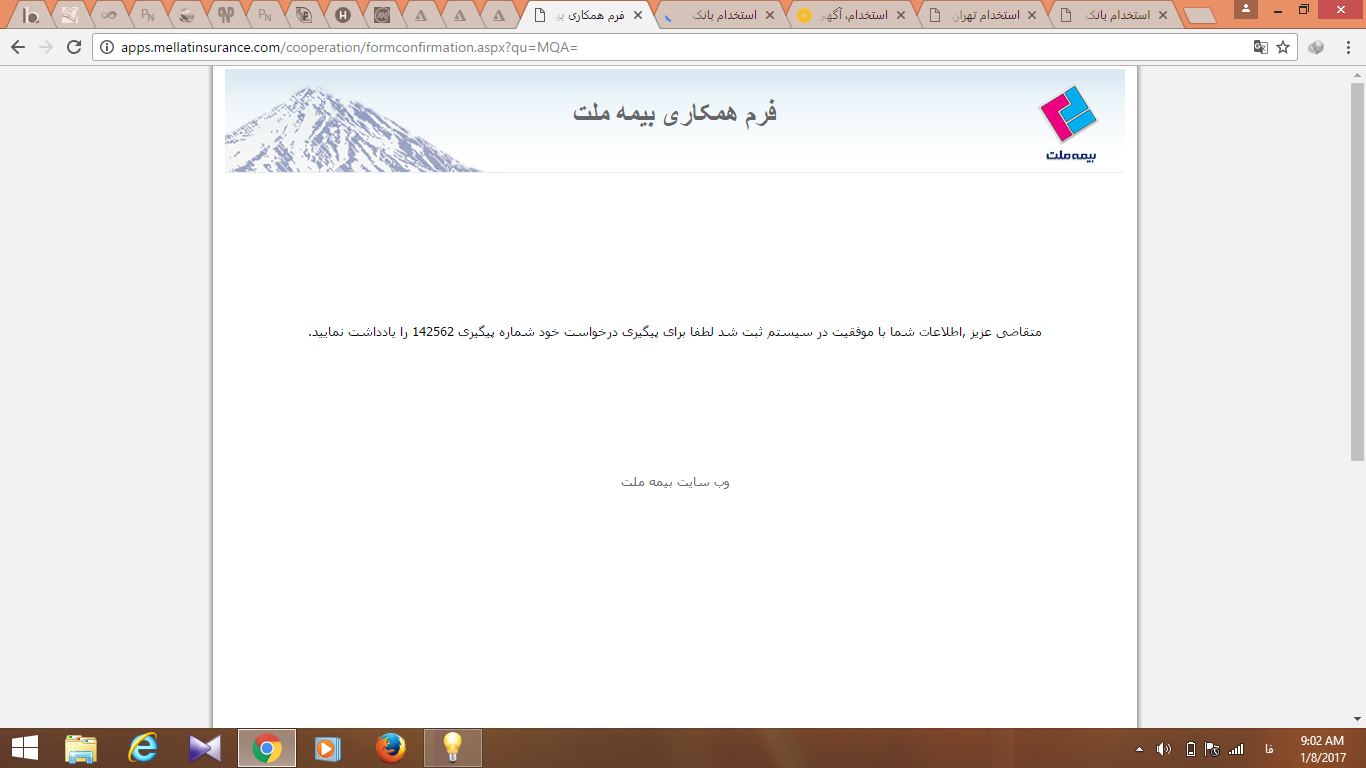 فرم همکاری بی
استخدام بانک
استخدام، آگهی
استخدام تهران
استخدام بانک
apps.mellatinsurance.com/cooperation/formconfirmation.aspx?qu=MQA=
فرم همکاری بیمه ملت
بیمه ملت
متقاضی عزیز ,اطلاعات شما با موفقیت در سیستم ثبت شد لطفا برای پیگیری درخواست خود شماره پیگیری 142562 را یادداشت نمایید.
وب سایت بیمه ملت
فا
9:02 AM
1/8/2017